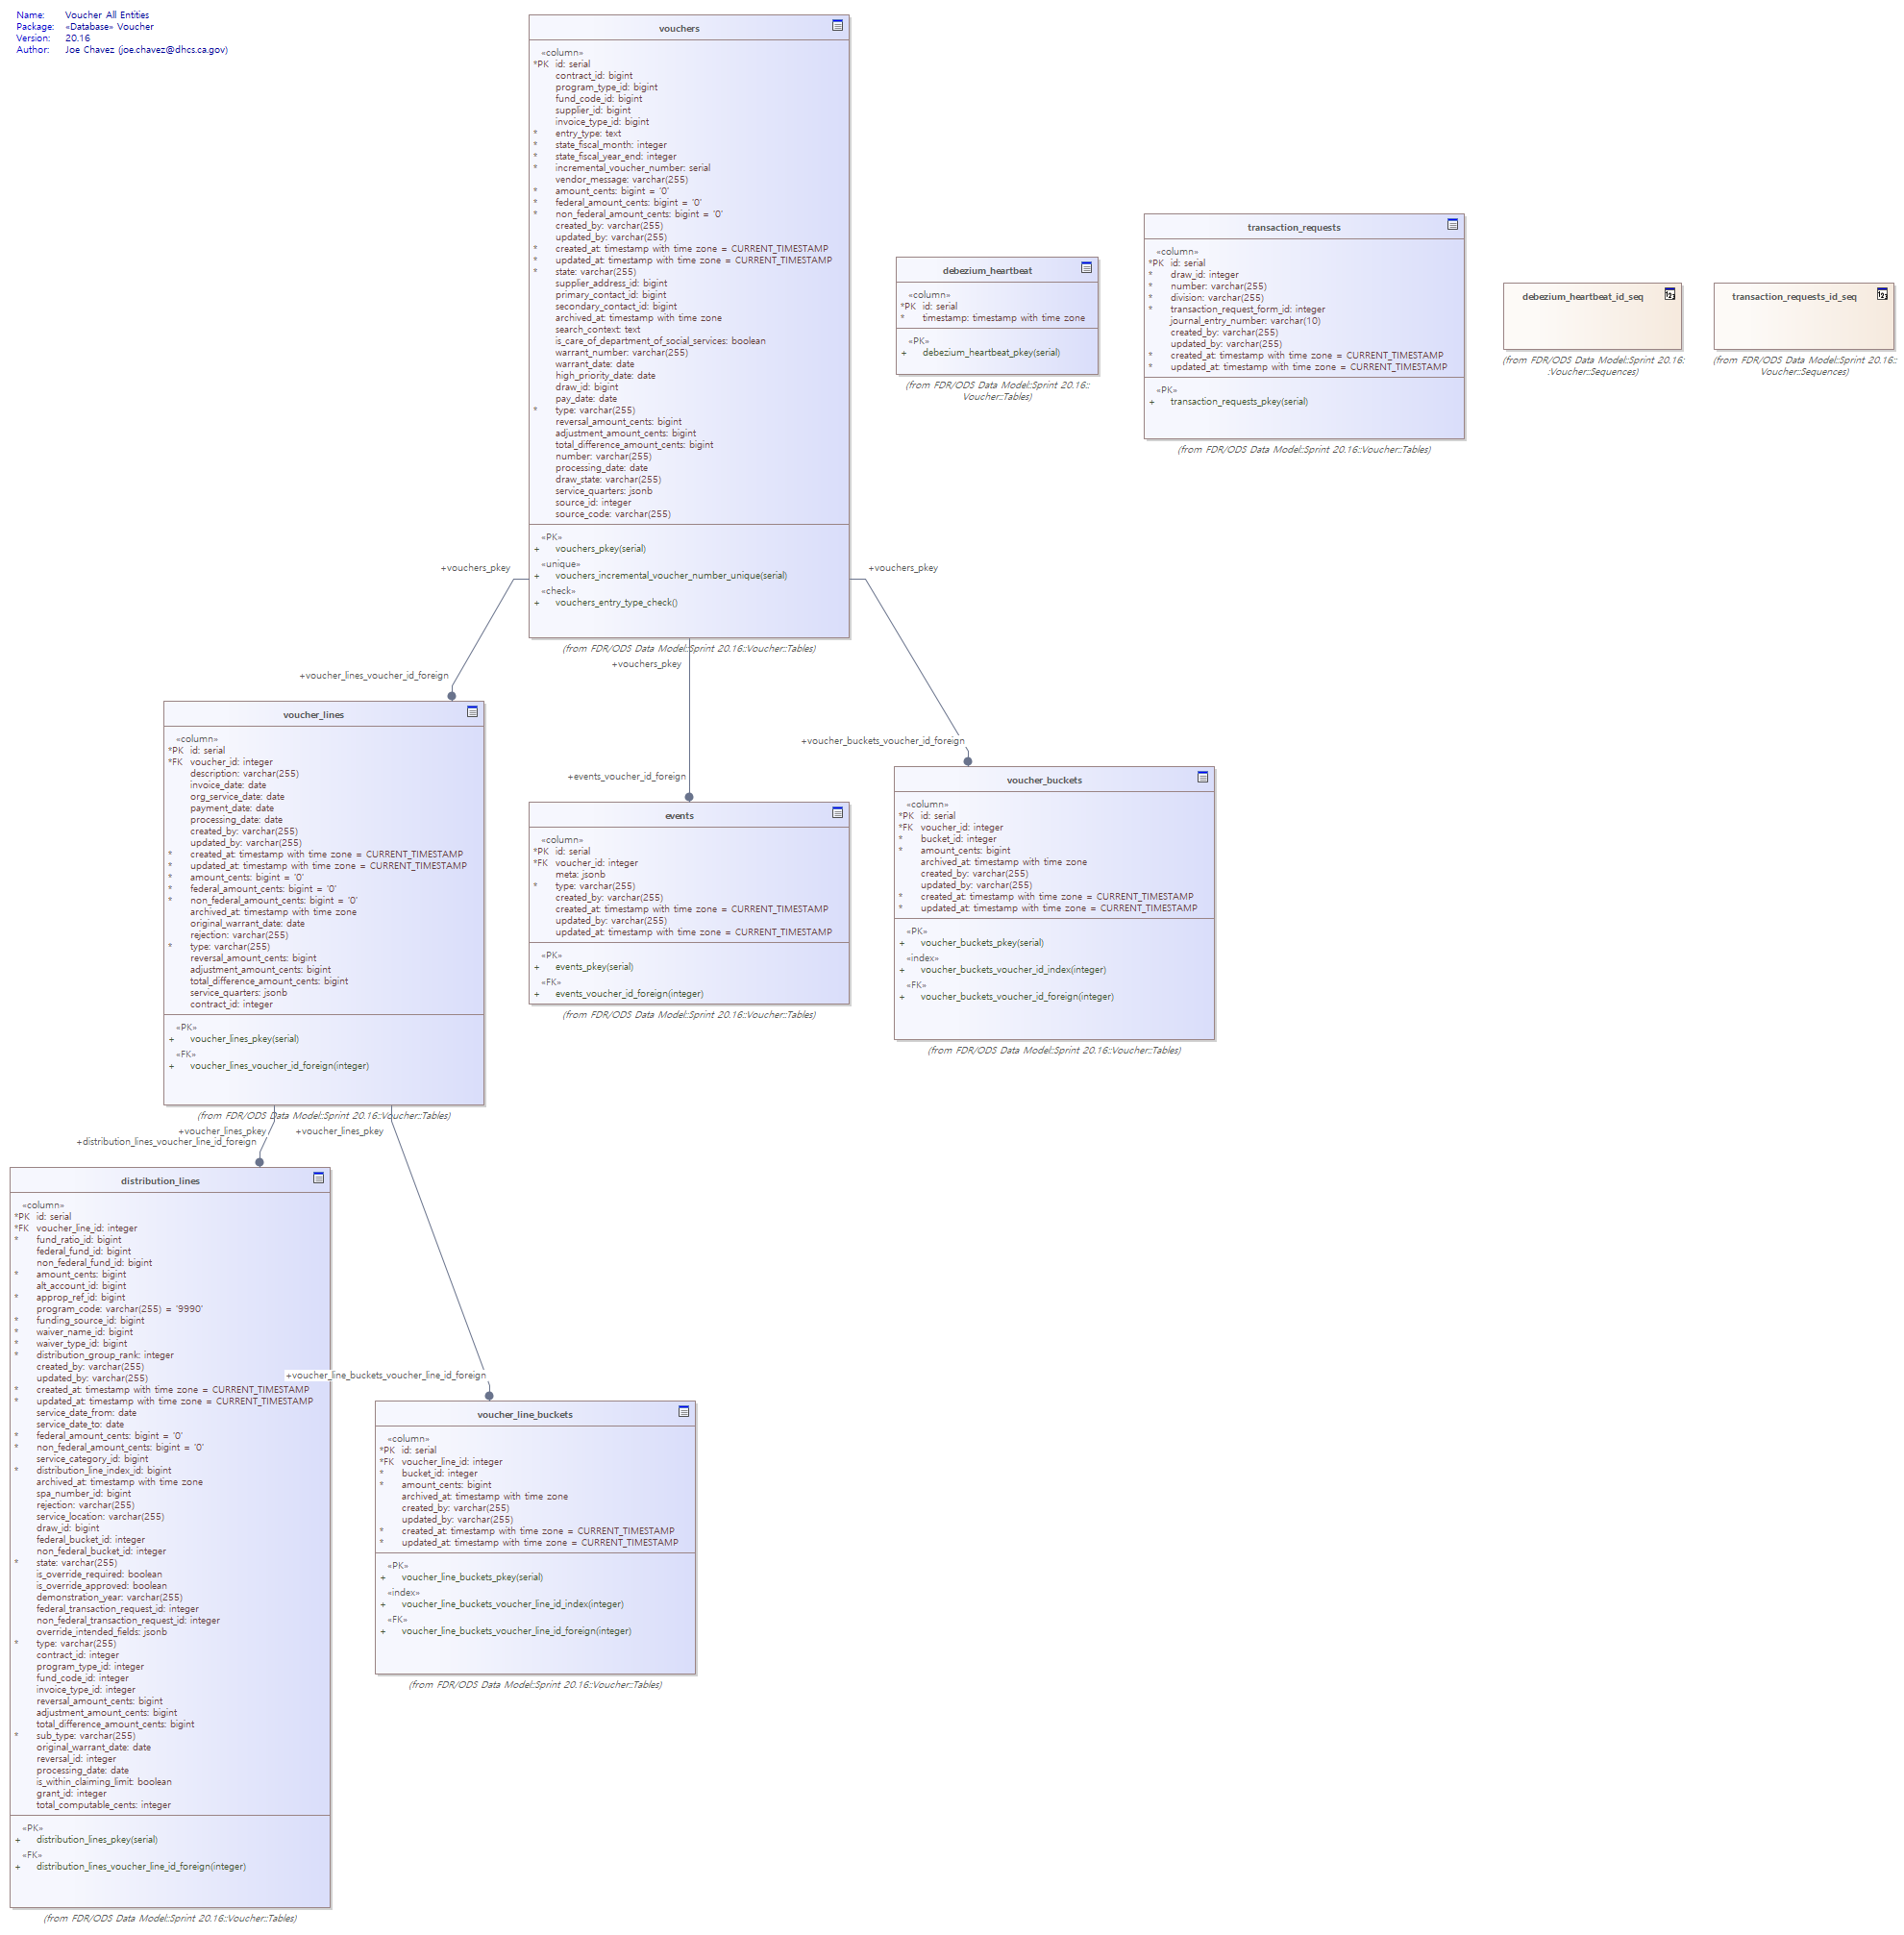 Name: Voucher All Entities
Package: «Database» Voucher
Version: 20.16
Author: Joe Chavez (joe.chavez@dhcs.ca.gov)
vouchers
«column»
*PK id: serial
contract_id: bigint
program_type_id: bigint
fund_code_id: bigint
supplier_id: bigint
invoice_type_id: bigint
* entry_type: text
* state_fiscal_month: integer
* state_fiscal_year_end: integer
* incremental_voucher_number: serial
vendor_message: varchar(255)
* amount_cents: bigint = '0'
* federal_amount_cents: bigint = '0'
* non_federal_amount_cents: bigint = '0'
created_by: varchar(255)
updated_by: varchar(255)
* created_at: timestamp with time zone = CURRENT_TIMESTAMP
* updated_at: timestamp with time zone = CURRENT_TIMESTAMP
* state: varchar(255)
supplier_address_id: bigint
primary_contact_id: bigint
secondary_contact_id: bigint
archived_at: timestamp with time zone
search_context: text
is_care_of_department_of_social_services: boolean
warrant_number: varchar(255)
warrant_date: date
high_priority_date: date
draw_id: bigint
pay_date: date
* type: varchar(255)
reversal_amount_cents: bigint
adjustment_amount_cents: bigint
total_difference_amount_cents: bigint
number: varchar(255)
processing_date: date
draw_state: varchar(255)
service_quarters: jsonb
source_id: integer
source_code: varchar(255)
«PK»
+ vouchers_pkey(serial)
«unique»
+ vouchers_incremental_voucher_number_unique(serial)
«check»
+ vouchers_entry_type_check()
(from FDR/ODS Data Model::Sprint 20.16::Voucher::Tables)
debezium_heartbeat
«column»
*PK id: serial
* timestamp: timestamp with time zone
«PK»
+ debezium_heartbeat_pkey(serial)
(from FDR/ODS Data Model::Sprint 20.16::
Voucher::Tables)
transaction_requests
«column»
*PK id: serial
* draw_id: integer
* number: varchar(255)
* division: varchar(255)
* transaction_request_form_id: integer
journal_entry_number: varchar(10)
created_by: varchar(255)
updated_by: varchar(255)
* created_at: timestamp with time zone = CURRENT_TIMESTAMP
* updated_at: timestamp with time zone = CURRENT_TIMESTAMP
«PK»
+ transaction_requests_pkey(serial)
(from FDR/ODS Data Model::Sprint 20.16::Voucher::Tables)
debezium_heartbeat_id_seq
(from FDR/ODS Data Model::Sprint 20.16:
:Voucher::Sequences)
transaction_requests_id_seq
(from FDR/ODS Data Model::Sprint 20.16::
Voucher::Sequences)
+vouchers_pkey
+voucher_lines_voucher_id_foreign
+vouchers_pkey
+events_voucher_id_foreign
+vouchers_pkey
+voucher_buckets_voucher_id_foreign
voucher_lines
«column»
*PK id: serial
*FK voucher_id: integer
description: varchar(255)
invoice_date: date
org_service_date: date
payment_date: date
processing_date: date
created_by: varchar(255)
updated_by: varchar(255)
* created_at: timestamp with time zone = CURRENT_TIMESTAMP
* updated_at: timestamp with time zone = CURRENT_TIMESTAMP
* amount_cents: bigint = '0'
* federal_amount_cents: bigint = '0'
* non_federal_amount_cents: bigint = '0'
archived_at: timestamp with time zone
original_warrant_date: date
rejection: varchar(255)
* type: varchar(255)
reversal_amount_cents: bigint
adjustment_amount_cents: bigint
total_difference_amount_cents: bigint
service_quarters: jsonb
contract_id: integer
«PK»
+ voucher_lines_pkey(serial)
«FK»
+ voucher_lines_voucher_id_foreign(integer)
(from FDR/ODS Data Model::Sprint 20.16::Voucher::Tables)
events
«column»
*PK id: serial
*FK voucher_id: integer
meta: jsonb
* type: varchar(255)
created_by: varchar(255)
created_at: timestamp with time zone = CURRENT_TIMESTAMP
updated_by: varchar(255)
updated_at: timestamp with time zone = CURRENT_TIMESTAMP
«PK»
+ events_pkey(serial)
«FK»
+ events_voucher_id_foreign(integer)
(from FDR/ODS Data Model::Sprint 20.16::Voucher::Tables)
voucher_buckets
«column»
*PK id: serial
*FK voucher_id: integer
* bucket_id: integer
* amount_cents: bigint
archived_at: timestamp with time zone
created_by: varchar(255)
updated_by: varchar(255)
* created_at: timestamp with time zone = CURRENT_TIMESTAMP
* updated_at: timestamp with time zone = CURRENT_TIMESTAMP
«PK»
+ voucher_buckets_pkey(serial)
«index»
+ voucher_buckets_voucher_id_index(integer)
«FK»
+ voucher_buckets_voucher_id_foreign(integer)
(from FDR/ODS Data Model::Sprint 20.16::Voucher::Tables)
+voucher_lines_pkey
+distribution_lines_voucher_line_id_foreign
+voucher_lines_pkey
+voucher_line_buckets_voucher_line_id_foreign
distribution_lines
«column»
*PK id: serial
*FK voucher_line_id: integer
* fund_ratio_id: bigint
federal_fund_id: bigint
non_federal_fund_id: bigint
* amount_cents: bigint
alt_account_id: bigint
* approp_ref_id: bigint
program_code: varchar(255) = '9990'
* funding_source_id: bigint
* waiver_name_id: bigint
* waiver_type_id: bigint
* distribution_group_rank: integer
created_by: varchar(255)
updated_by: varchar(255)
* created_at: timestamp with time zone = CURRENT_TIMESTAMP
* updated_at: timestamp with time zone = CURRENT_TIMESTAMP
service_date_from: date
service_date_to: date
* federal_amount_cents: bigint = '0'
* non_federal_amount_cents: bigint = '0'
service_category_id: bigint
* distribution_line_index_id: bigint
archived_at: timestamp with time zone
spa_number_id: bigint
rejection: varchar(255)
service_location: varchar(255)
draw_id: bigint
federal_bucket_id: integer
non_federal_bucket_id: integer
* state: varchar(255)
is_override_required: boolean
is_override_approved: boolean
demonstration_year: varchar(255)
federal_transaction_request_id: integer
non_federal_transaction_request_id: integer
override_intended_fields: jsonb
* type: varchar(255)
contract_id: integer
program_type_id: integer
fund_code_id: integer
invoice_type_id: integer
reversal_amount_cents: bigint
adjustment_amount_cents: bigint
total_difference_amount_cents: bigint
* sub_type: varchar(255)
original_warrant_date: date
reversal_id: integer
processing_date: date
is_within_claiming_limit: boolean
grant_id: integer
total_computable_cents: integer
«PK»
+ distribution_lines_pkey(serial)
«FK»
+ distribution_lines_voucher_line_id_foreign(integer)
(from FDR/ODS Data Model::Sprint 20.16::Voucher::Tables)
voucher_line_buckets
«column»
*PK id: serial
*FK voucher_line_id: integer
* bucket_id: integer
* amount_cents: bigint
archived_at: timestamp with time zone
created_by: varchar(255)
updated_by: varchar(255)
* created_at: timestamp with time zone = CURRENT_TIMESTAMP
* updated_at: timestamp with time zone = CURRENT_TIMESTAMP
«PK»
+ voucher_line_buckets_pkey(serial)
«index»
+ voucher_line_buckets_voucher_line_id_index(integer)
«FK»
+ voucher_line_buckets_voucher_line_id_foreign(integer)
(from FDR/ODS Data Model::Sprint 20.16::Voucher::Tables)